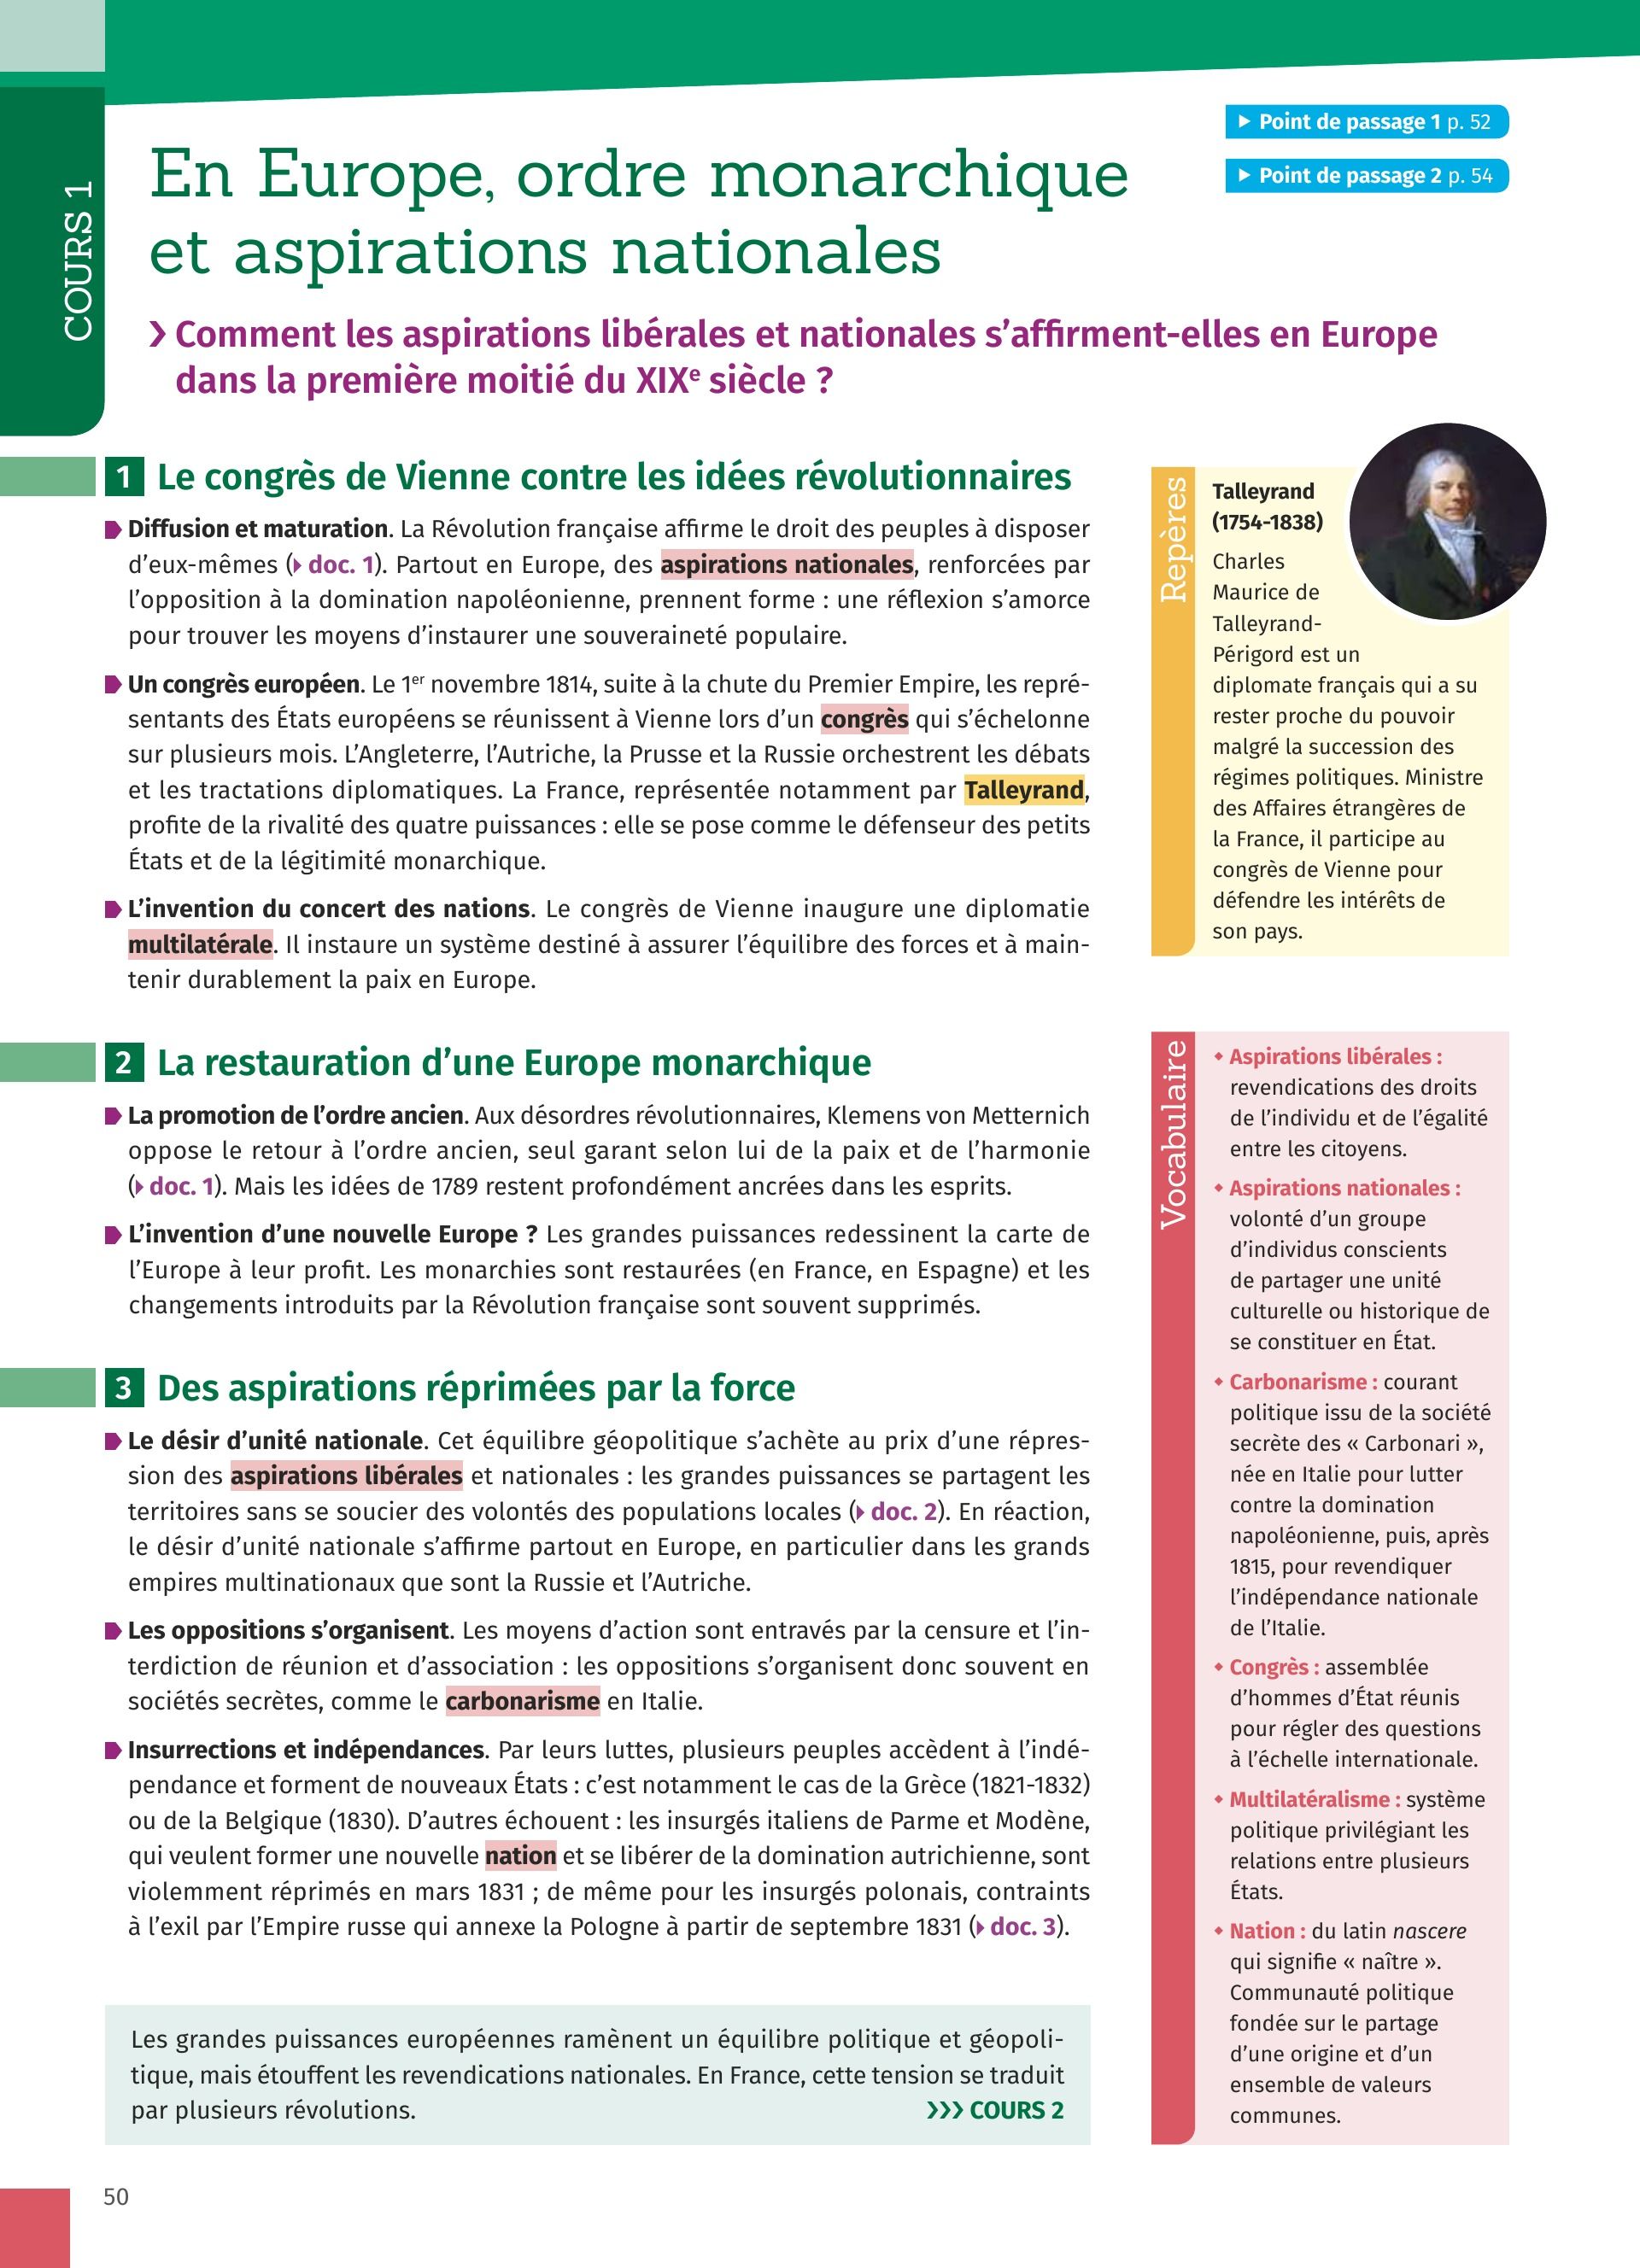 COURS 1
▶ Point de passage 1 p. 52
▶ Point de passage 2 p. 54
En Europe, ordre monarchique
et aspirations nationales
❯ Comment les aspirations libérales et nationales s’affirment-elles en Europe
dans la première moitié du XIXe siècle ?
1 Le congrès de Vienne contre les idées révolutionnaires
Diffusion et maturation. La Révolution française affirme le droit des peuples à disposer
d’eux-mêmes (▸ doc. 1). Partout en Europe, des aspirations nationales, renforcées par
l’opposition à la domination napoléonienne, prennent forme : une réflexion s’amorce
pour trouver les moyens d’instaurer une souveraineté populaire.
Un congrès européen. Le 1er novembre 1814, suite à la chute du Premier Empire, les repré-
sentants des États européens se réunissent à Vienne lors d’un congrès qui s’échelonne
sur plusieurs mois. L’Angleterre, l’Autriche, la Prusse et la Russie orchestrent les débats
et les tractations diplomatiques. La France, représentée notamment par Talleyrand,
profite de la rivalité des quatre puissances : elle se pose comme le défenseur des petits
États et de la légitimité monarchique.
L’invention du concert des nations. Le congrès de Vienne inaugure une diplomatie
multilatérale. Il instaure un système destiné à assurer l’équilibre des forces et à main-
tenir durablement la paix en Europe.
2 La restauration d’une Europe monarchique
La promotion de l’ordre ancien. Aux désordres révolutionnaires, Klemens von Metternich
oppose le retour à l’ordre ancien, seul garant selon lui de la paix et de l’harmonie
(▸ doc. 1). Mais les idées de 1789 restent profondément ancrées dans les esprits.
L’invention d’une nouvelle Europe ? Les grandes puissances redessinent la carte de
l’Europe à leur profit. Les monarchies sont restaurées (en France, en Espagne) et les
changements introduits par la Révolution française sont souvent supprimés.
3 Des aspirations réprimées par la force
Le désir d’unité nationale. Cet équilibre géopolitique s’achète au prix d’une répres-
sion des aspirations libérales et nationales : les grandes puissances se partagent les
territoires sans se soucier des volontés des populations locales (▸ doc. 2). En réaction,
le désir d’unité nationale s’affirme partout en Europe, en particulier dans les grands
empires multinationaux que sont la Russie et l’Autriche.
Les oppositions s’organisent. Les moyens d’action sont entravés par la censure et l’in-
terdiction de réunion et d’association : les oppositions s’organisent donc souvent en
sociétés secrètes, comme le carbonarisme en Italie.
Insurrections et indépendances. Par leurs luttes, plusieurs peuples accèdent à l’indé-
pendance et forment de nouveaux États : c’est notamment le cas de la Grèce (1821-1832)
ou de la Belgique (1830). D’autres échouent : les insurgés italiens de Parme et Modène,
qui veulent former une nouvelle nation et se libérer de la domination autrichienne, sont
violemment réprimés en mars 1831 ; de même pour les insurgés polonais, contraints
à l’exil par l’Empire russe qui annexe la Pologne à partir de septembre 1831 (▸ doc. 3).
Les grandes puissances européennes ramènent un équilibre politique et géopoli-
tique, mais étouffent les revendications nationales. En France, cette tension se traduit
par plusieurs révolutions. ❯❯❯ COURS 2
Repères
Talleyrand
(1754-1838)
Charles
Maurice de
Talleyrand-
Périgord est un
diplomate français qui a su
rester proche du pouvoir
malgré la succession des
régimes politiques. Ministre
des Affaires étrangères de
la France, il participe au
congrès de Vienne pour
défendre les intérêts de
son pays.
Vocabulaire
Aspirations libérales :
revendications des droits
de l’individu et de l’égalité
entre les citoyens.
Aspirations nationales :
volonté d’un groupe
d’individus conscients
de partager une unité
culturelle ou historique de
se constituer en État.
Carbonarisme : courant
politique issu de la société
secrète des « Carbonari »,
née en Italie pour lutter
contre la domination
napoléonienne, puis, après
1815, pour revendiquer
l’indépendance nationale
de l’Italie.
Congrès : assemblée
d’hommes d’État réunis
pour régler des questions
à l’échelle internationale.
Multilatéralisme : système
politique privilégiant les
relations entre plusieurs
États.
Nation : du latin nascere
qui signifie « naître ».
Communauté politique
fondée sur le partage
d’une origine et d’un
ensemble de valeurs
communes.
50